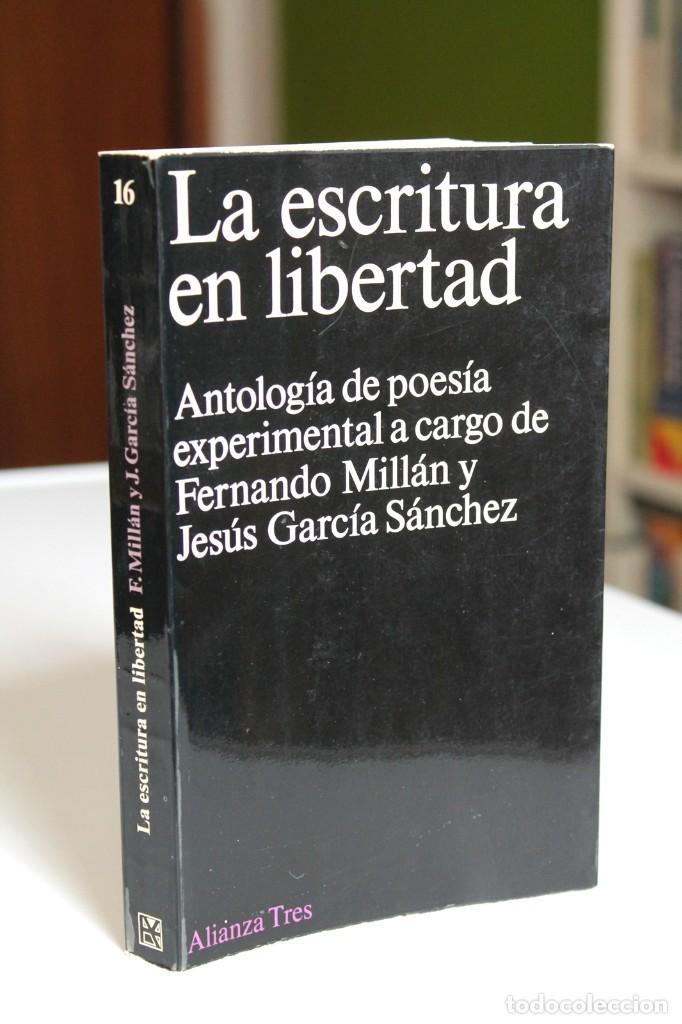 16
F. Millán y J. García Sánchez
La escritura en libertad
La escritura
en libertad
Antología de poesía
experimental a cargo de
Fernando Millán y
Jesús García Sánchez
Alianza Tres
todocoleccion